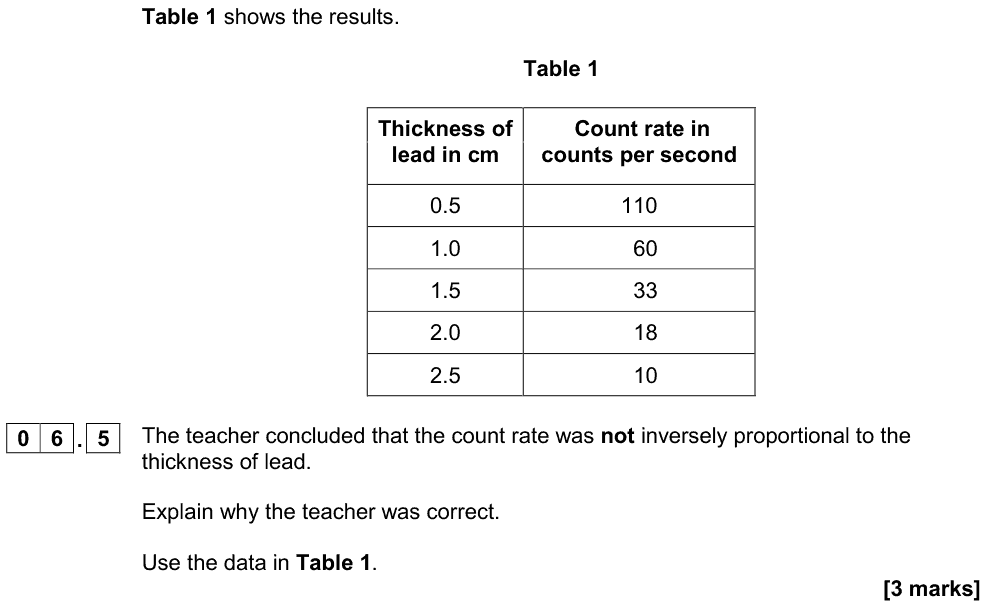 Table 1 shows the results.
Table 1
Thickness of lead in cm | Count rate in counts per second
0.5 | 110
1.0 | 60
1.5 | 33
2.0 | 18
2.5 | 10
0 6 . 5 The teacher concluded that the count rate was not inversely proportional to the
thickness of lead.
Explain why the teacher was correct.
Use the data in Table 1.
[3 marks]